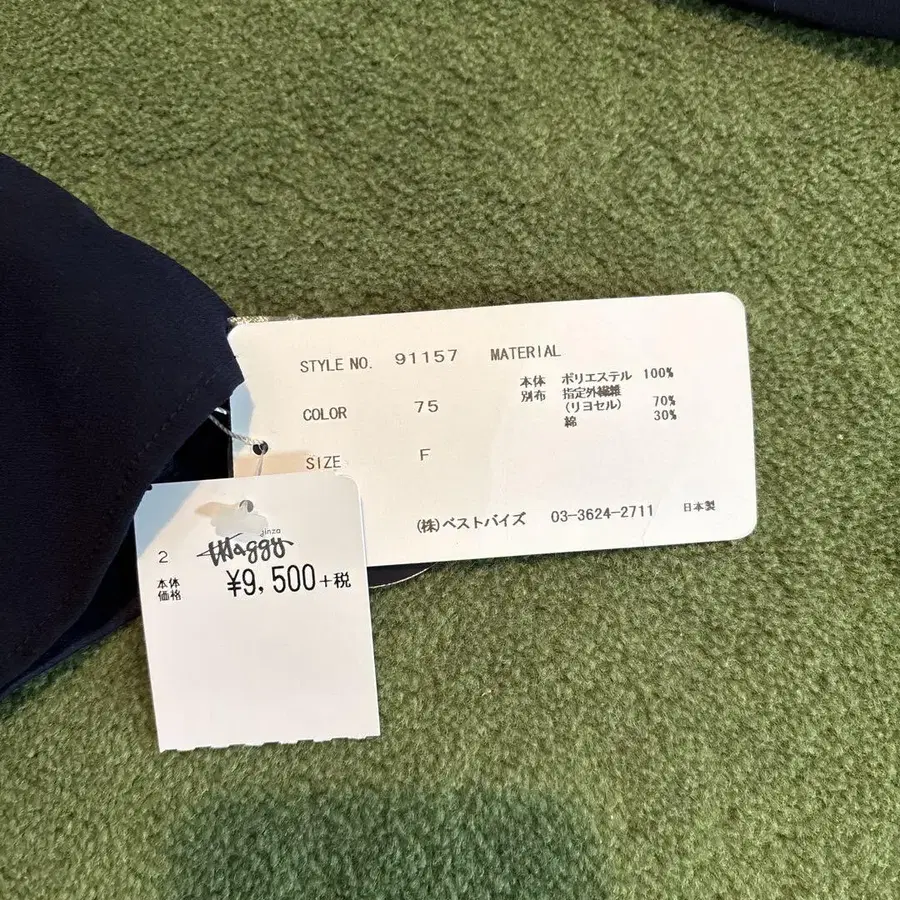 STYLE NO. 91157
MATERIAL
本体 ポリエステル 100%
別布 指定外繊維
(リヨセル) 70%
綿 30%
COLOR 75
SIZE F
(株)ベストバイズ 03-3624-2711 日本製
ginza
Maggy
2
本体
価格
¥9,500+税